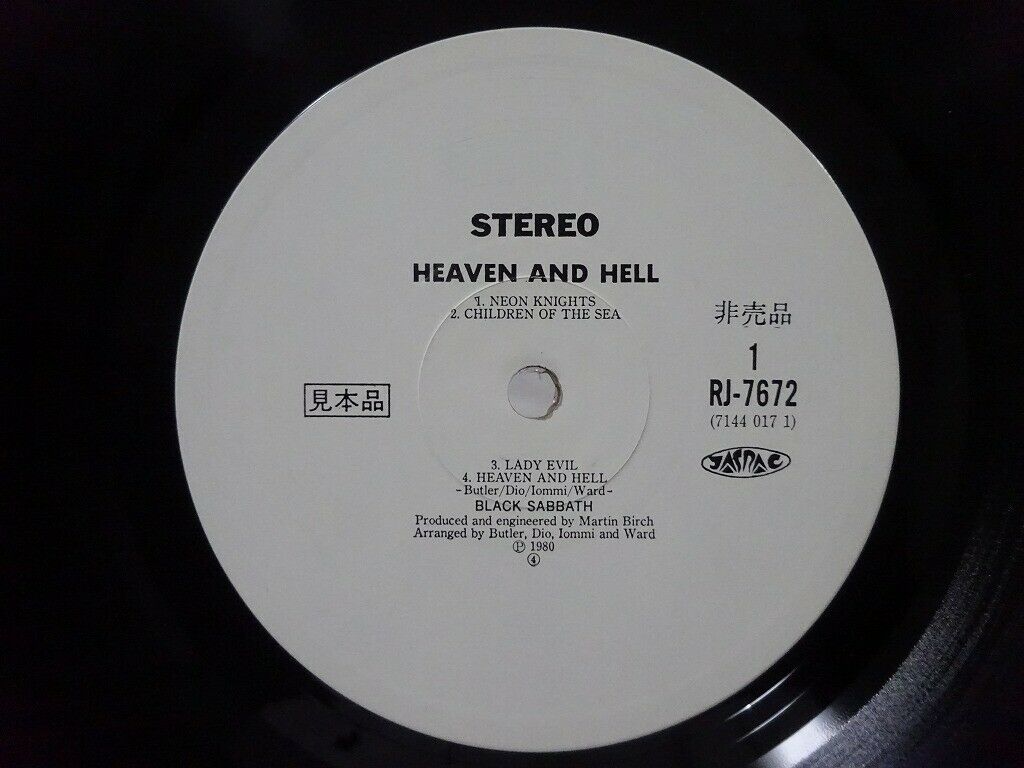 STEREO
HEAVEN AND HELL
1. NEON KNIGHTS
2. CHILDREN OF THE SEA
非売品
1
RJ-7672
(7144 017 1)
見本品
JASRAC
3. LADY EVIL
4. HEAVEN AND HELL
-Butler/Dio/Iommi/Ward-
BLACK SABBATH
Produced and engineered by Martin Birch
Arranged by Butler, Dio, Iommi and Ward
℗ 1980
④